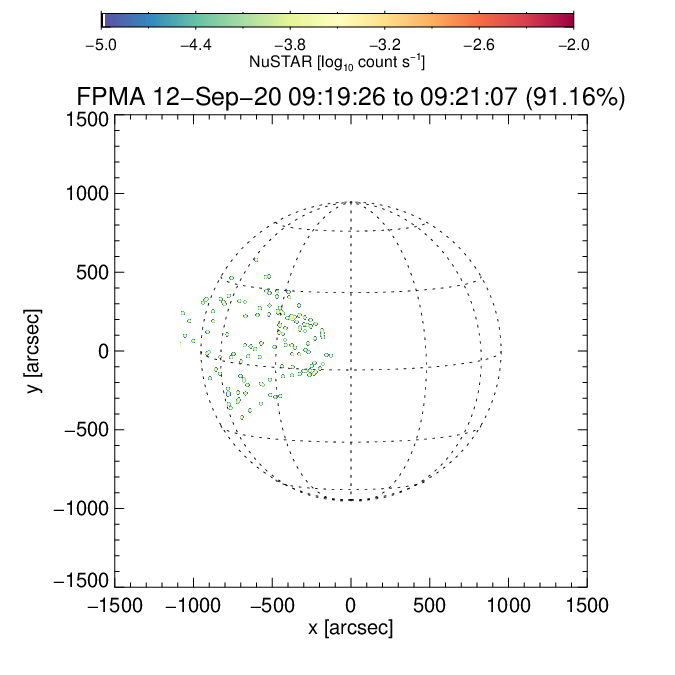 −5.0 −4.4 −3.8 −3.2 −2.6 −2.0
NuSTAR [log₁₀ count s⁻¹]
FPMA 12−Sep−20 09:19:26 to 09:21:07 (91.16%)
1500
1000
500
0
−500
−1000
−1500
y [arcsec]
−1500 −1000 −500 0 500 1000 1500
x [arcsec]